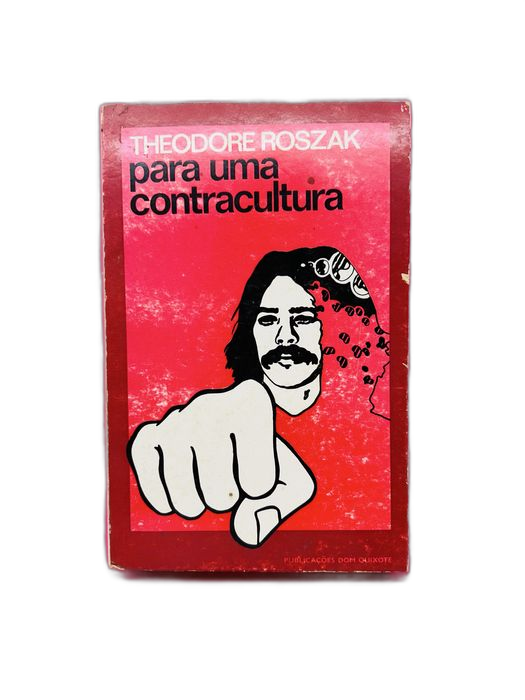 THEODORE ROSZAK
para uma
contracultura
PUBLICAÇÕES DOM QUIXOTE